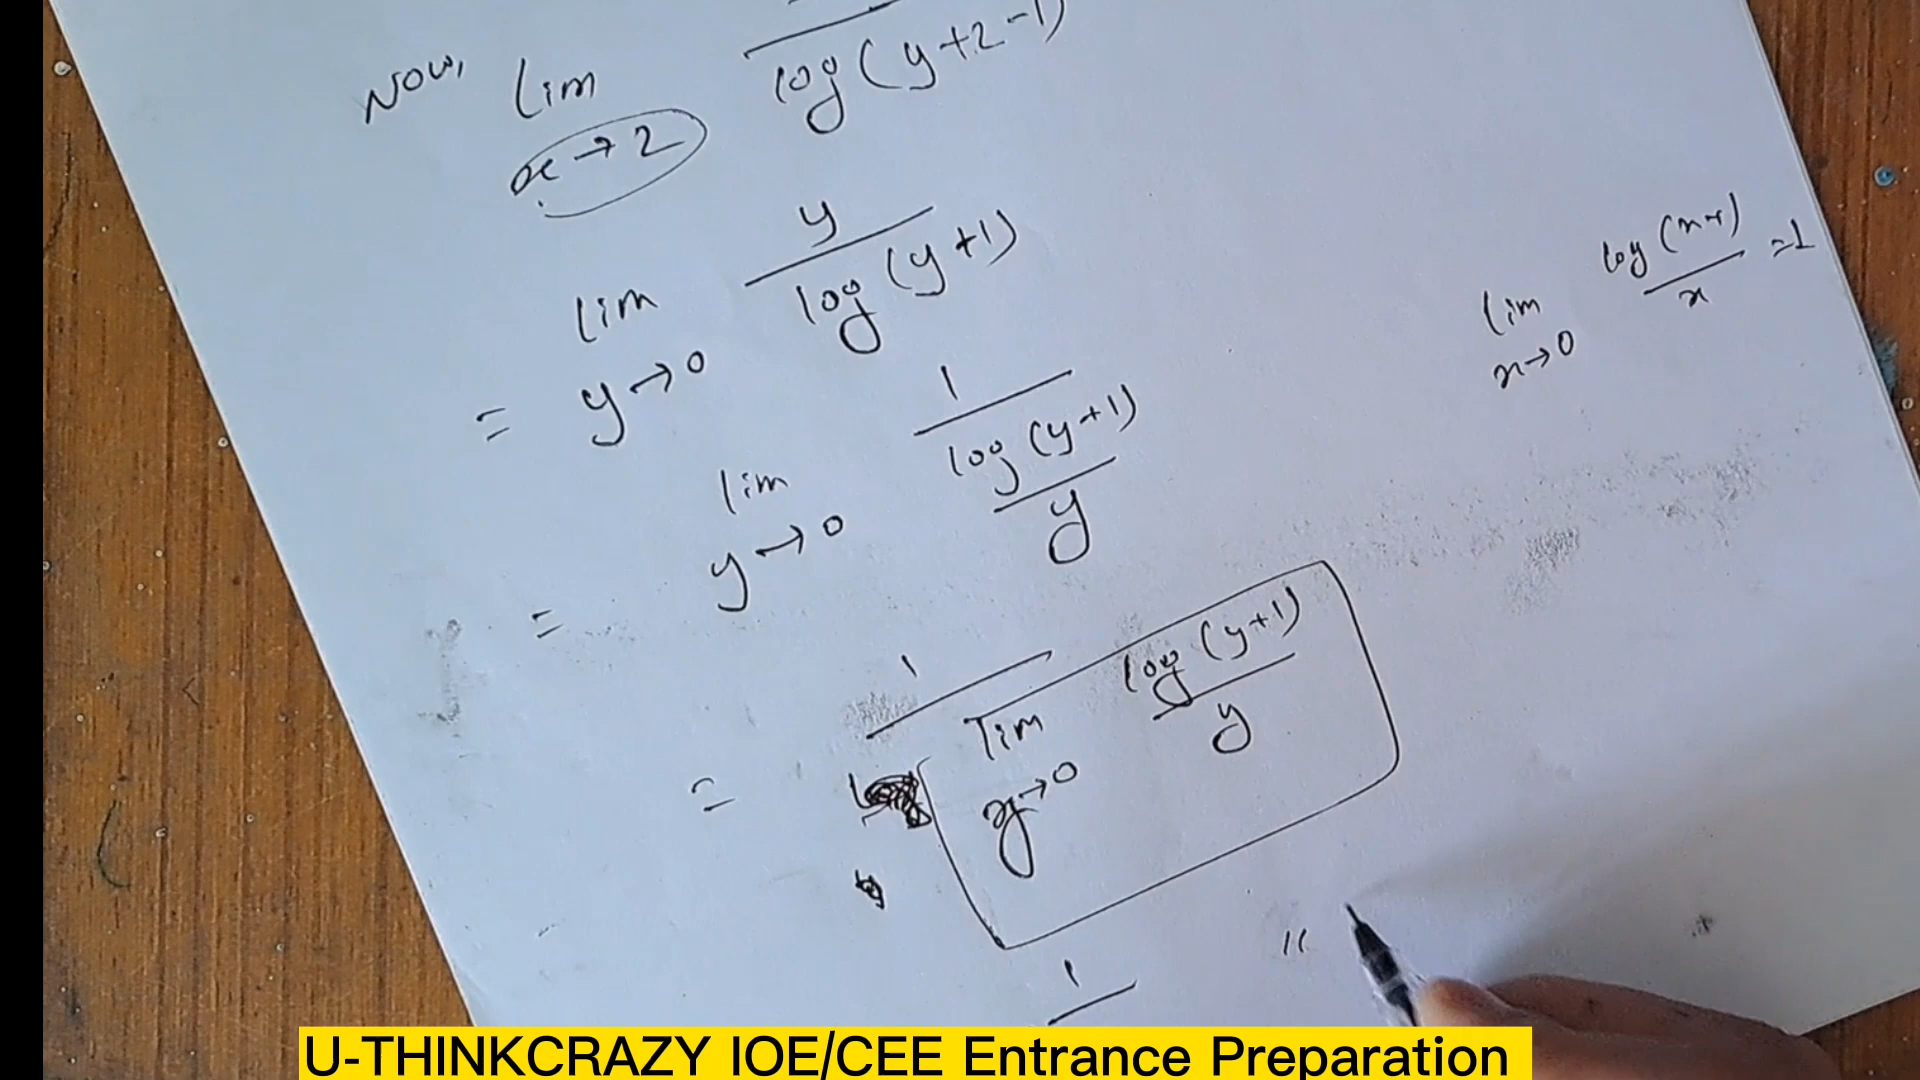 Now, lim x→2 log(y+2-1)
lim y→0 y/log(y+1)
lim x→0 log(x+1)/x =1
= lim y→0 1/(log(y+1)/y)
= 1/(lim y→0 log(y+1)/y)
=
1
U-THINKCRAZY IOE/CEE Entrance Preparation